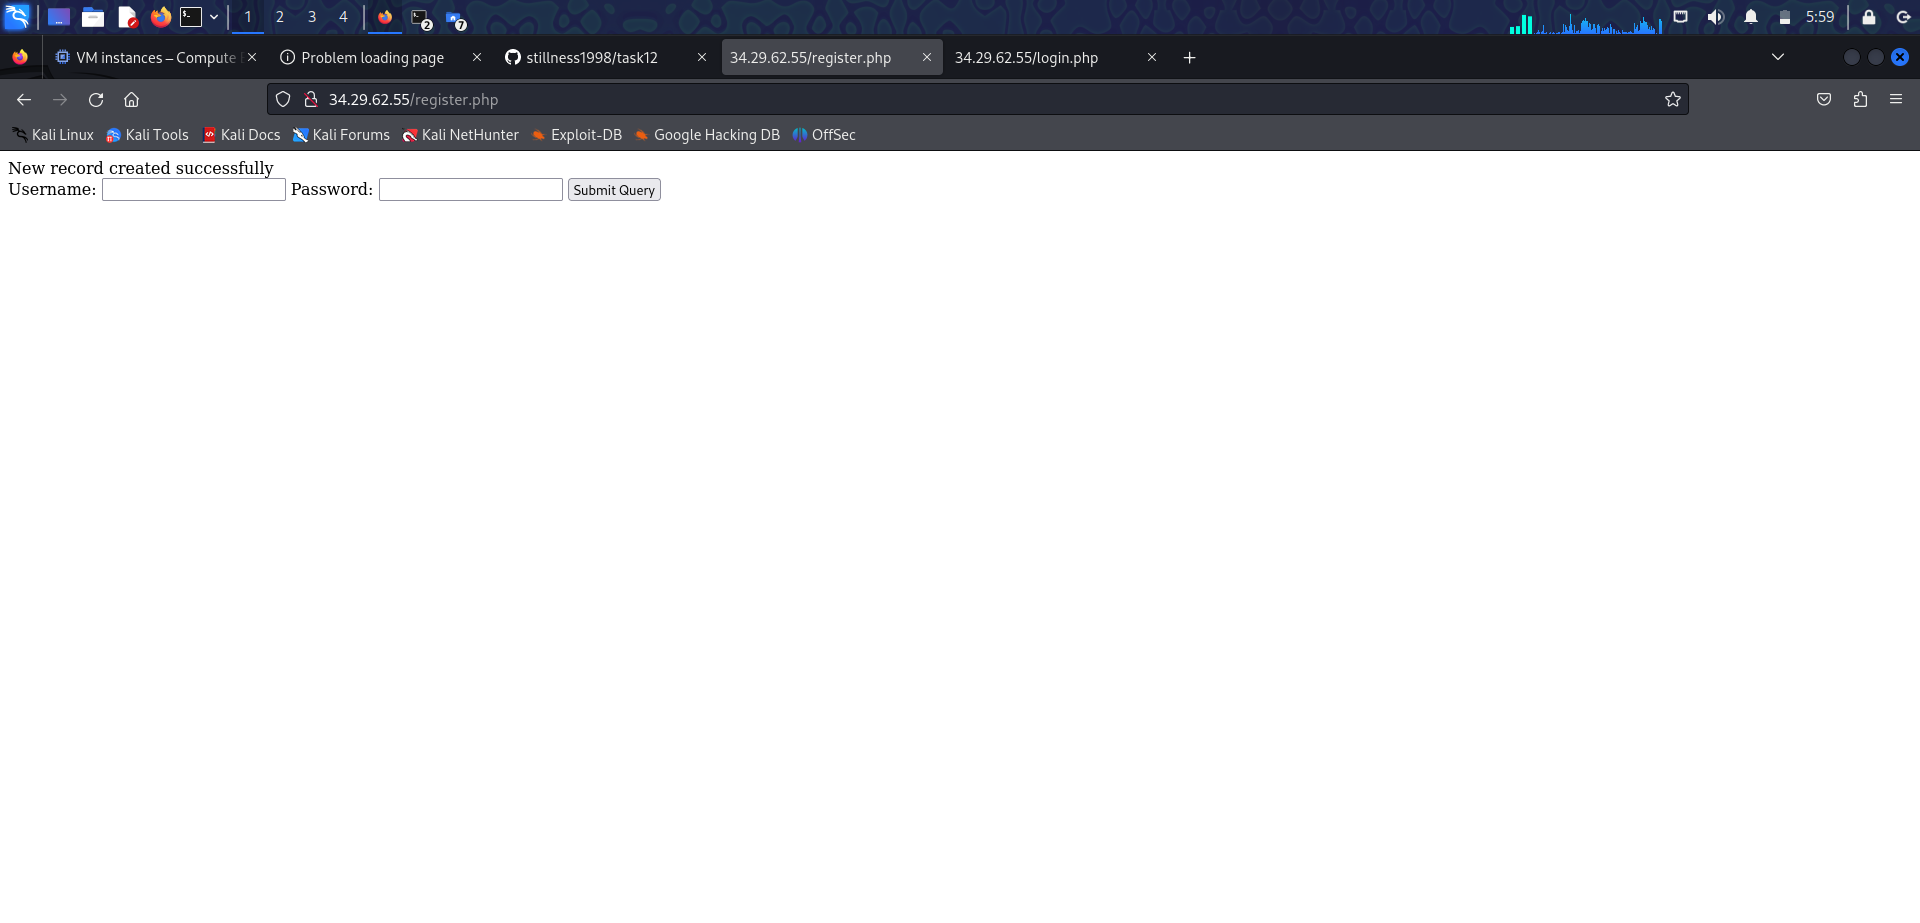 1 2 3 4 2 7 5:59
VM instances – Compute Problem loading page stillness1998/task12 34.29.62.55/register.php 34.29.62.55/login.php
34.29.62.55/register.php
Kali Linux Kali Tools Kali Docs Kali Forums Kali NetHunter Exploit-DB Google Hacking DB OffSec
New record created successfully
Username: Password: Submit Query